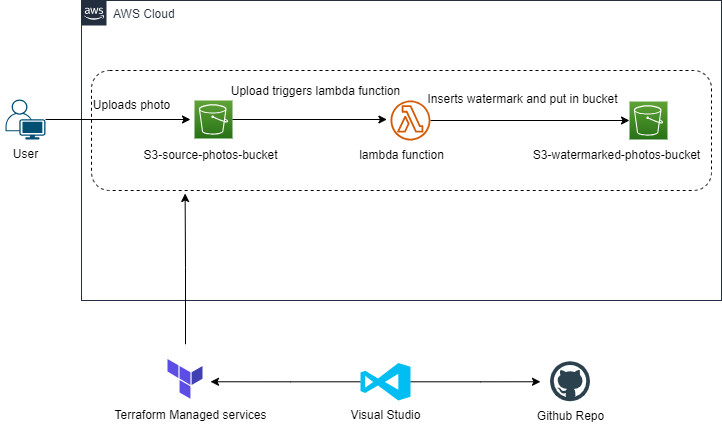 aws
AWS Cloud
Uploads photo
Upload triggers lambda function
Inserts watermark and put in bucket
User
S3-source-photos-bucket
lambda function
S3-watermarked-photos-bucket
Terraform Managed services
Visual Studio
Github Repo